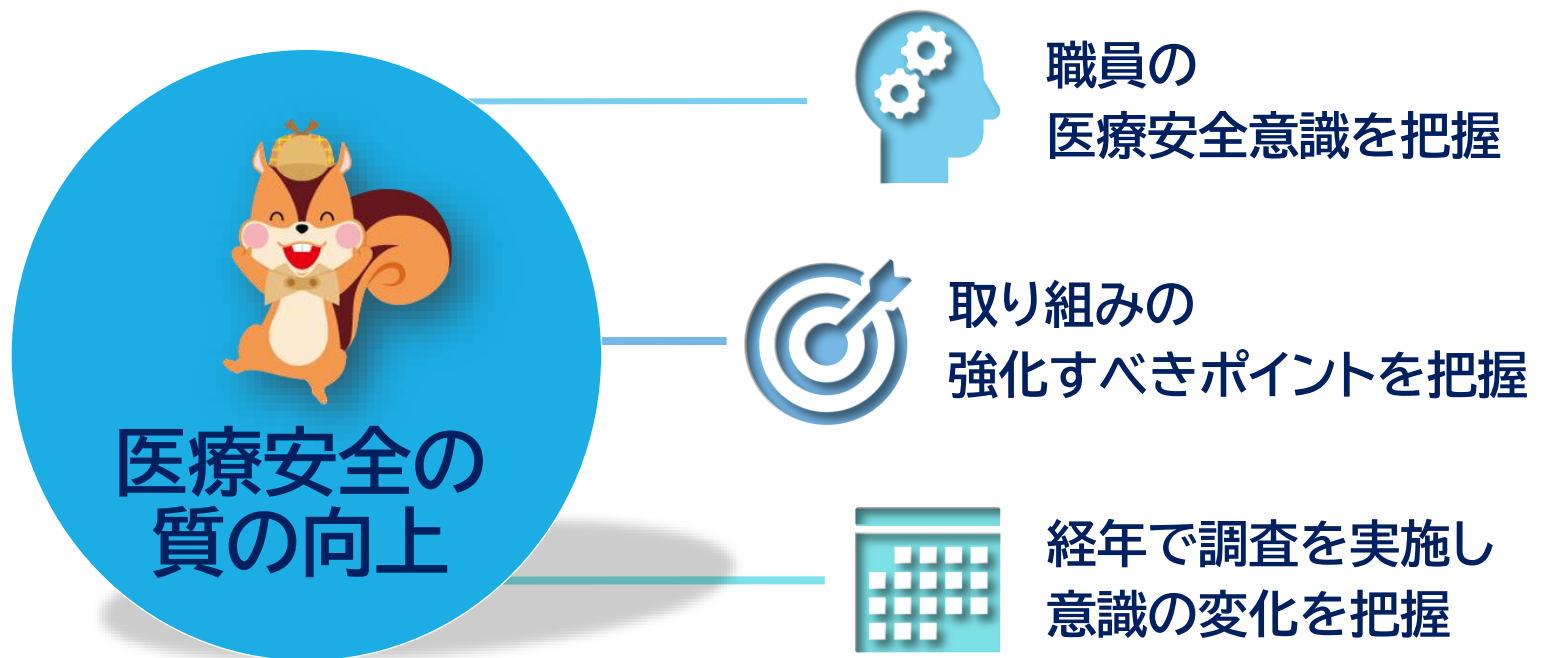 医療安全の
質の向上
職員の
医療安全意識を把握
取り組みの
強化すべきポイントを把握
経年で調査を実施し
意識の変化を把握